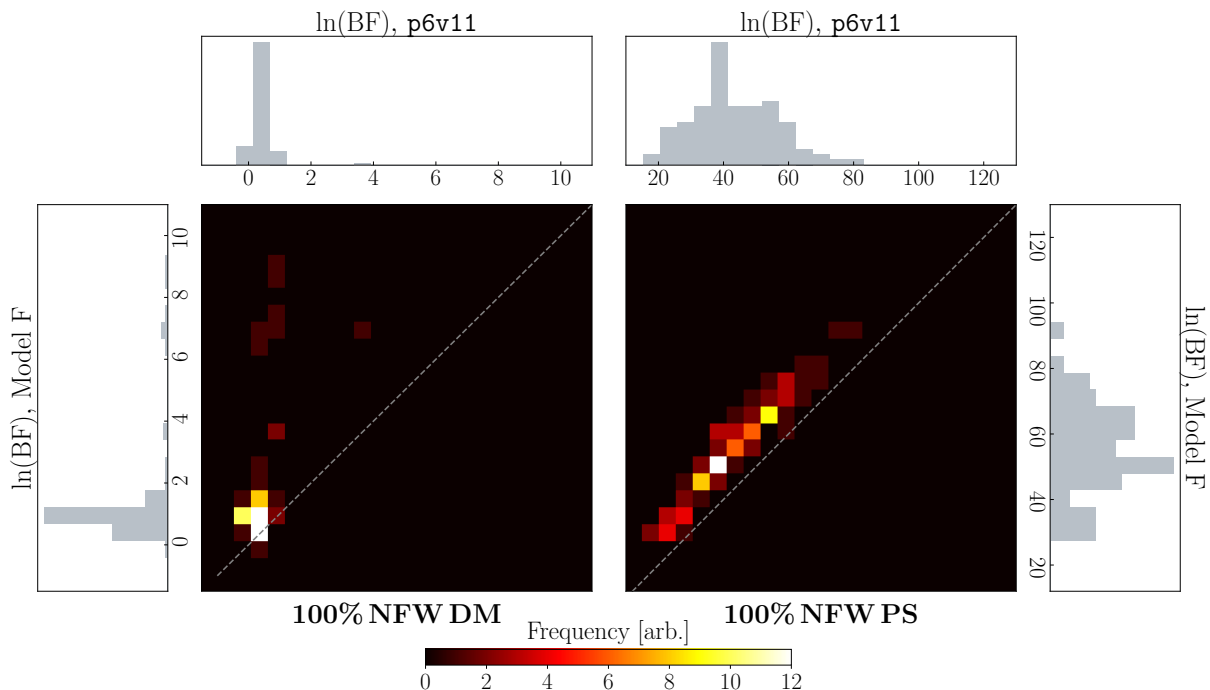 ln(BF), p6v11
ln(BF), p6v11
0 2 4 6 8 10
20 40 60 80 100 120
ln(BF), Model F
10
8
6
4
2
0
120
100
80
60
40
20
ln(BF), Model F
100% NFW DM
100% NFW PS
Frequency [arb.]
0 2 4 6 8 10 12